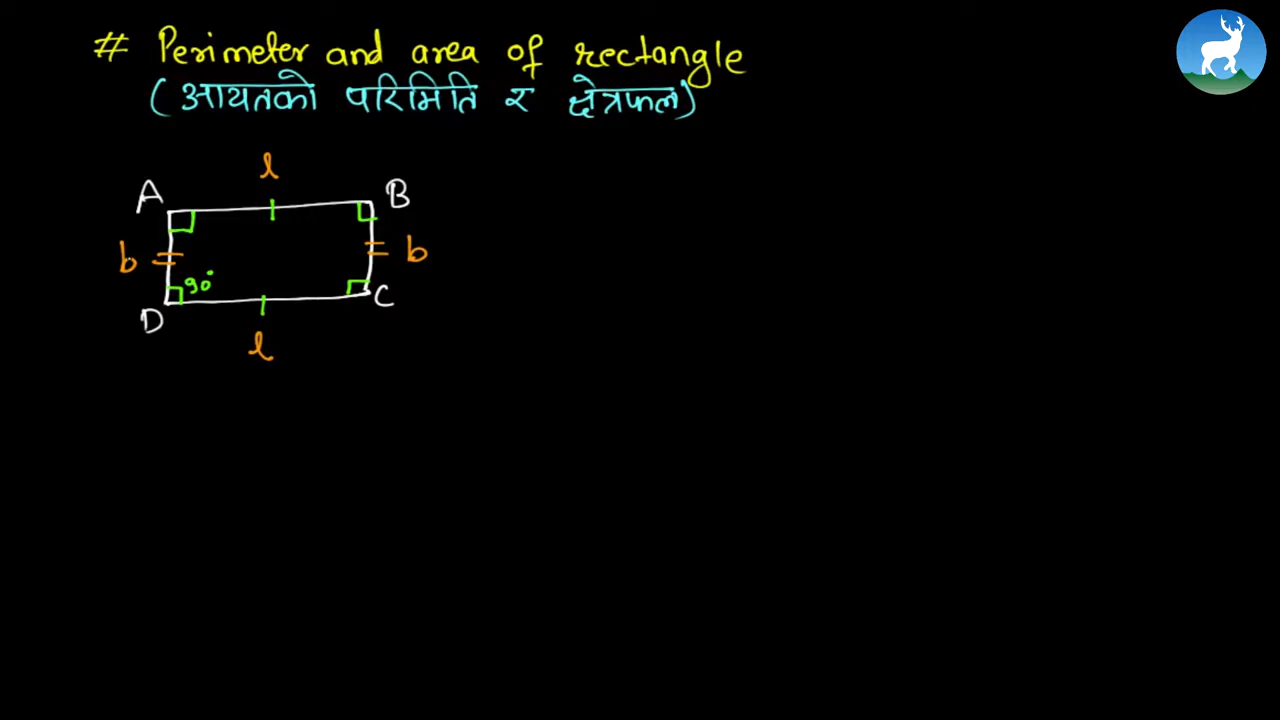 # Perimeter and area of rectangle
(आयतको परिमिति र क्षेत्रफल)
l
A B
b b
90°
D C
l